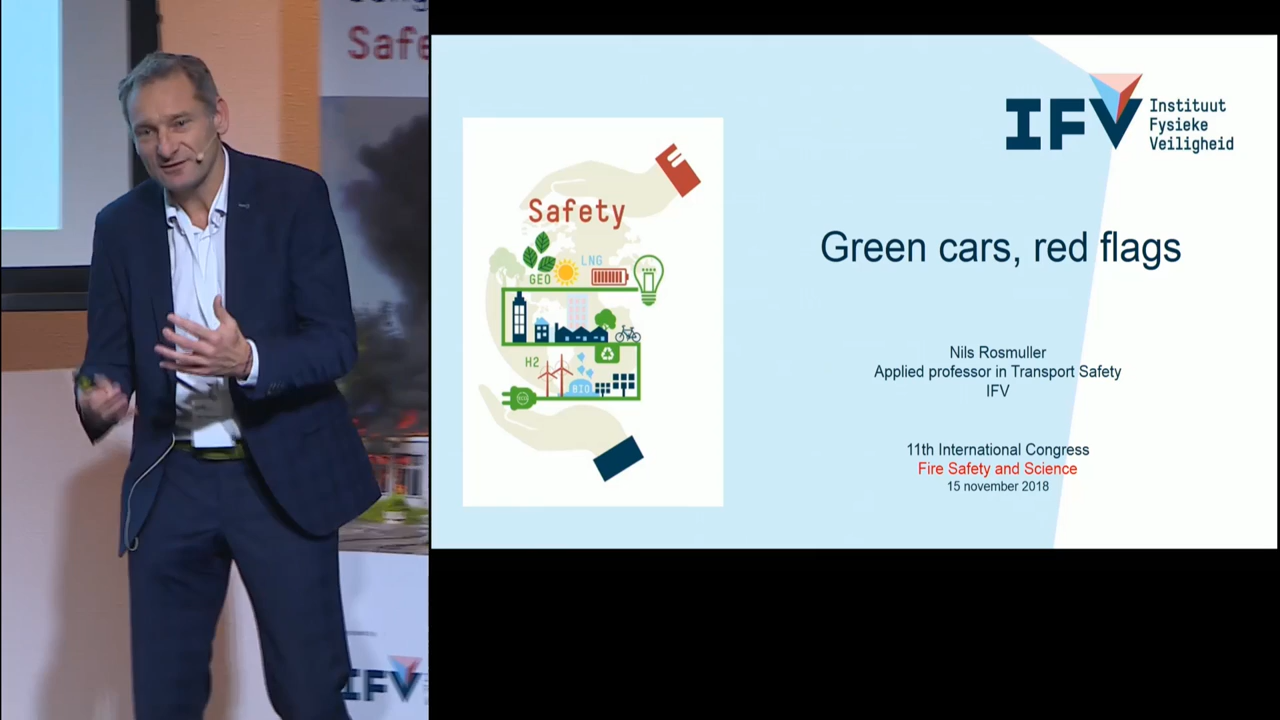 Safe
IFV
IFV
Instituut
Fysieke
Veiligheid
Safety
LNG
GEO
H2
BIO
Green cars, red flags
Nils Rosmuller
Applied professor in Transport Safety
IFV
11th International Congress
Fire Safety and Science
15 november 2018